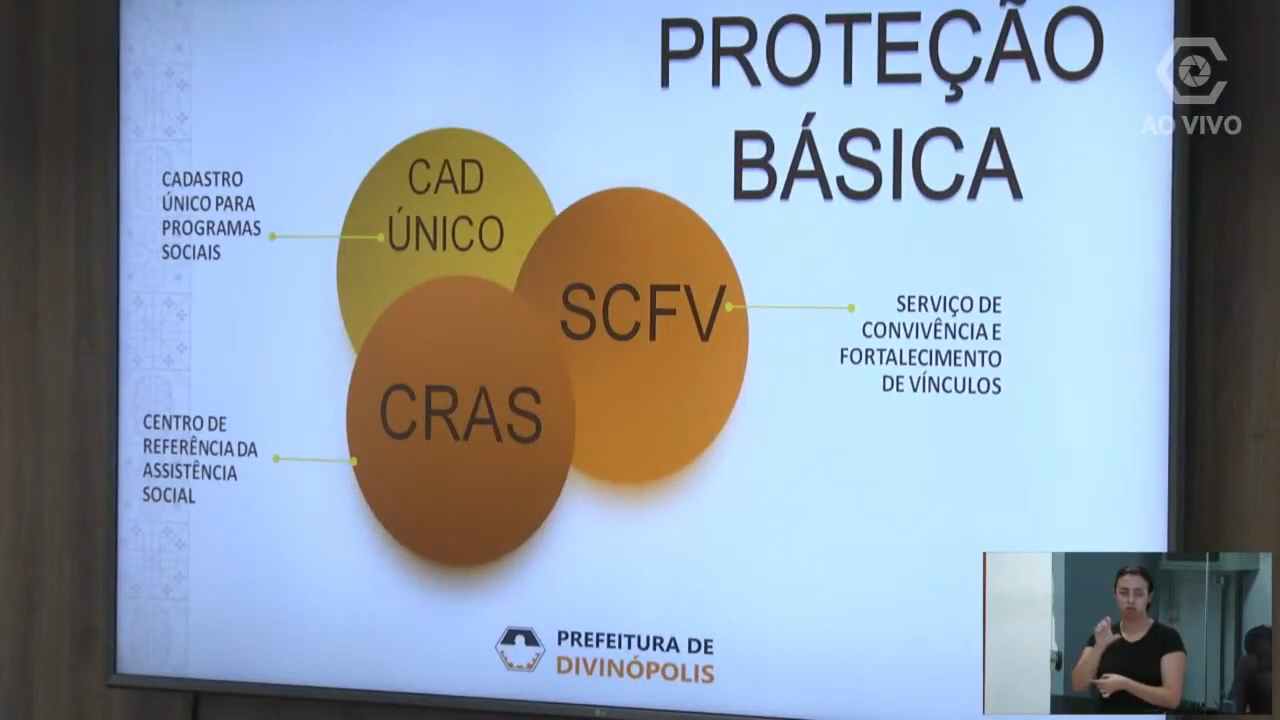 PROTEÇÃO
BÁSICA
AO VIVO
CAD
ÚNICO
CADASTRO
ÚNICO PARA
PROGRAMAS
SOCIAIS
SCFV
SERVIÇO DE
CONVIVÊNCIA E
FORTALECIMENTO
DE VÍNCULOS
CRAS
CENTRO DE
REFERÊNCIA DA
ASSISTÊNCIA
SOCIAL
PREFEITURA DE
DIVINÓPOLIS
LG